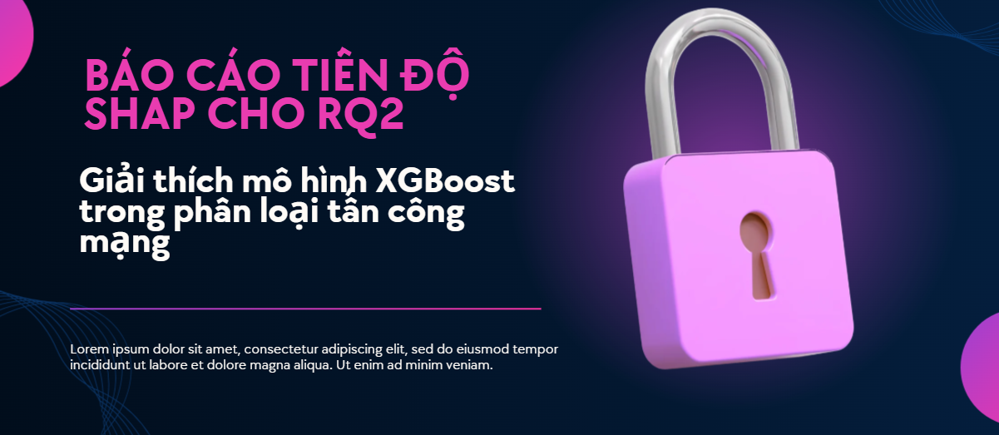 BÁO CÁO TIẾN ĐỘ
SHAP CHO RQ2
Giải thích mô hình XGBoost
trong phân loại tấn công
mạng
Lorem ipsum dolor sit amet, consectetur adipiscing elit, sed do eiusmod tempor
incididunt ut labore et dolore magna aliqua. Ut enim ad minim veniam.